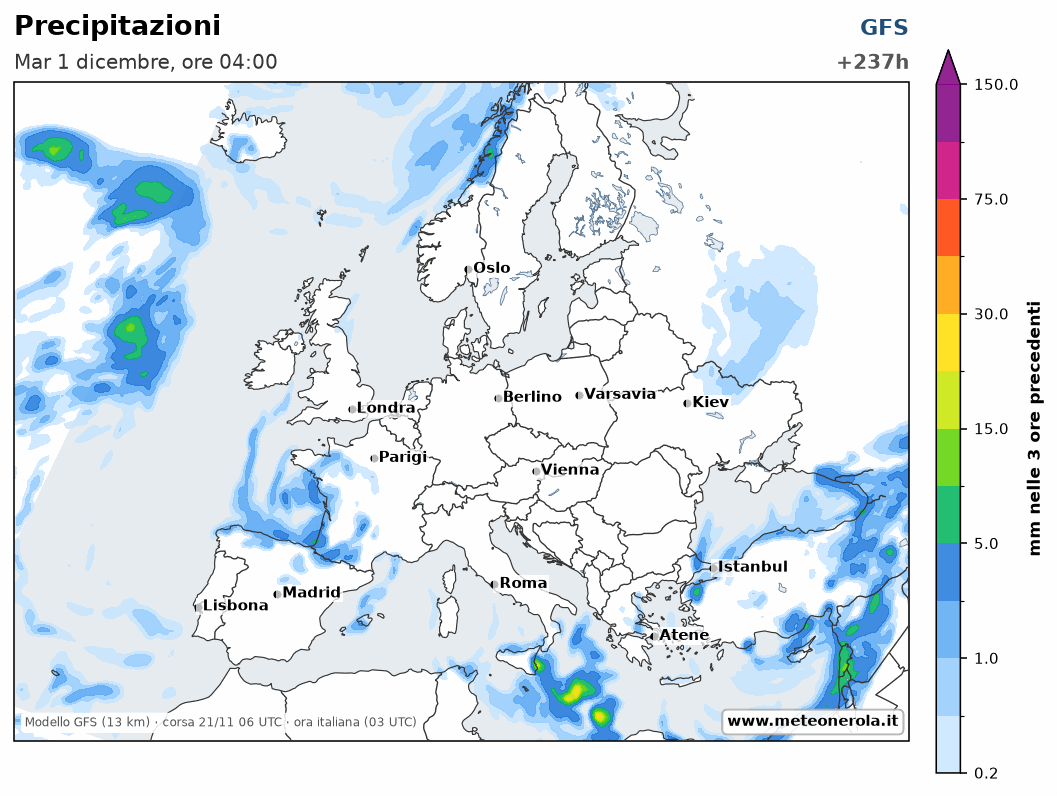 Precipitazioni
GFS
Mar 1 dicembre, ore 04:00
+237h
150.0
75.0
30.0
15.0
5.0
1.0
0.2
mm nelle 3 ore precedenti
Oslo
Berlino
Varsavia
Kiev
Londra
Parigi
Vienna
Istanbul
Roma
Madrid
Lisbona
Atene
Modello GFS (13 km) · corsa 21/11 06 UTC · ora italiana (03 UTC)
www.meteonerola.it